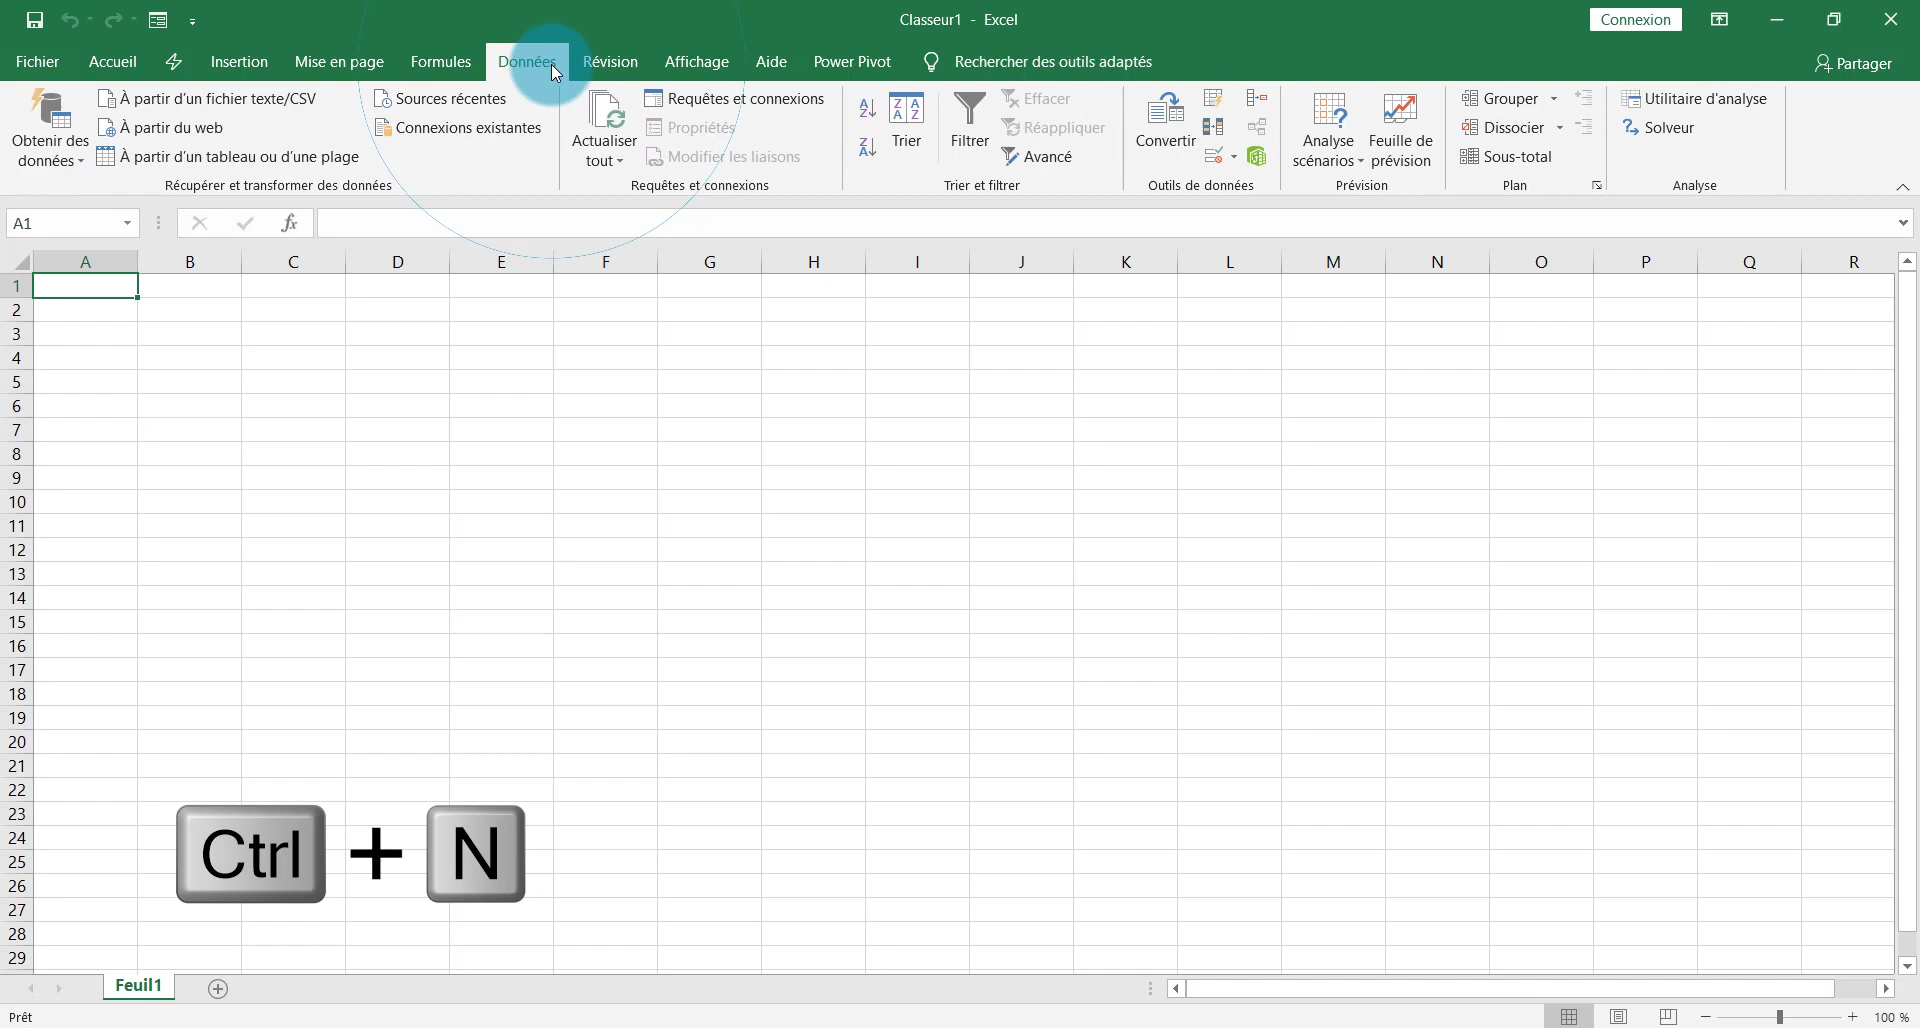 Classeur1 - Excel
Connexion
Fichier Accueil Insertion Mise en page Formules Données Révision Affichage Aide Power Pivot Rechercher des outils adaptés Partager
Obtenir des données
À partir d'un fichier texte/CSV
À partir du web
À partir d'un tableau ou d'une plage
Sources récentes
Connexions existantes
Récupérer et transformer des données
Actualiser tout
Requêtes et connexions
Propriétés
Modifier les liaisons
Requêtes et connexions
Trier
Filtrer
Effacer
Réappliquer
Avancé
Trier et filtrer
Convertir
Outils de données
Analyse scénarios
Feuille de prévision
Prévision
Grouper
Dissocier
Sous-total
Plan
Utilitaire d'analyse
Solveur
Analyse
A1
fx
A B C D E F G H I J K L M N O P Q R
1
2
3
4
5
6
7
8
9
10
11
12
13
14
15
16
17
18
19
20
21
22
23
24
25
26
27
28
29
Ctrl + N
Feuil1
Prêt
100 %